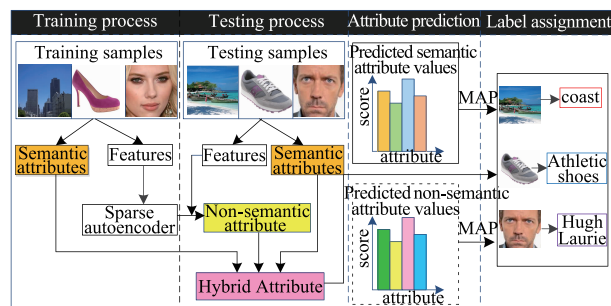 Training process
Testing process
Attribute prediction
Label assignment
Training samples
Testing samples
Predicted semantic
attribute values
score
attribute
MAP
coast
Semantic
attributes
Features
Features
Semantic
attributes
Athletic
shoes
Sparse
autoencoder
Non-semantic
attribute
Predicted non-semantic
attribute values
score
attribute
MAP
Hugh
Laurie
Hybrid Attribute